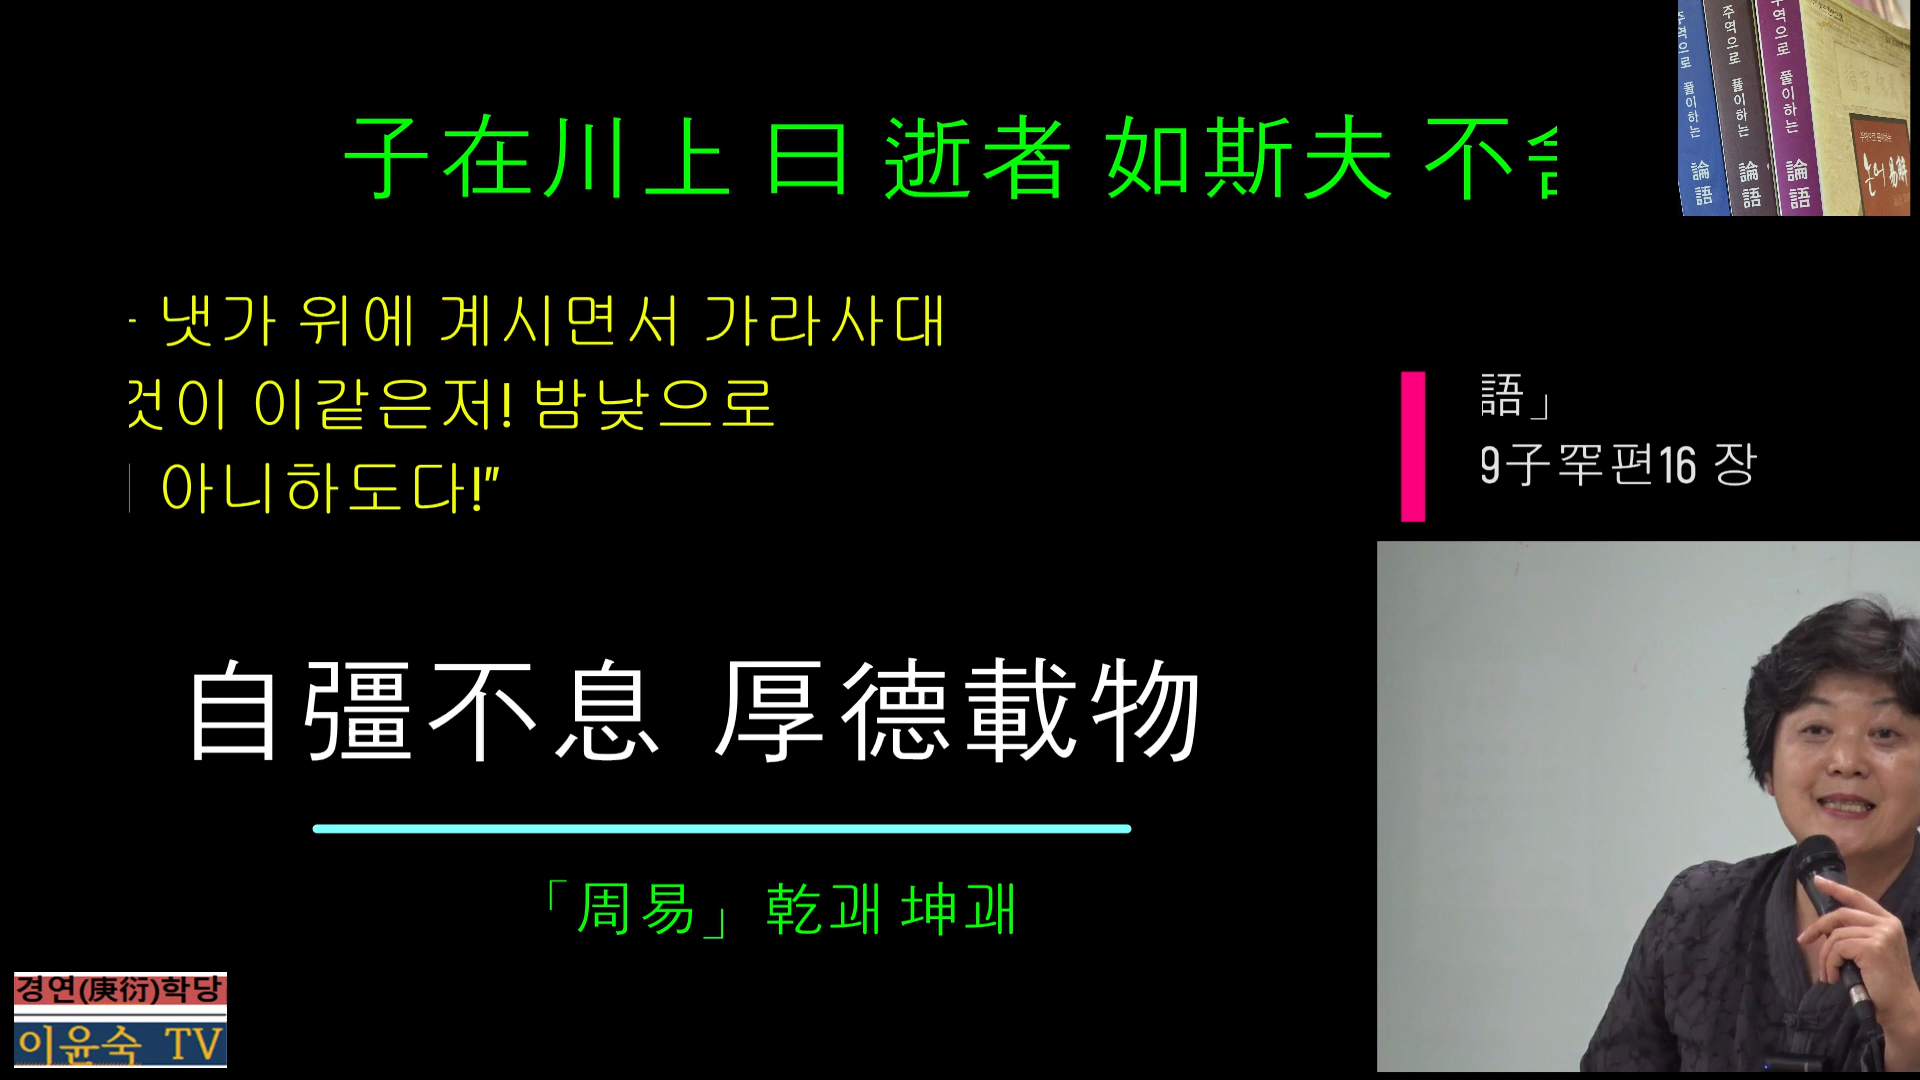 子在川上 曰 逝者 如斯夫 不
냇가 위에 계시면서 가라사대
것이 이같은저! 밤낮으로
아니하도다!"
語」
9子罕편16 장
自彊不息 厚德載物
「周易」乾괘 坤괘
경연(庚衍)학당
이윤숙 TV
주역으로 풀이하는 論語
주역으로 풀이하는 論語
주역으로 풀이하는 論語
논어 易解